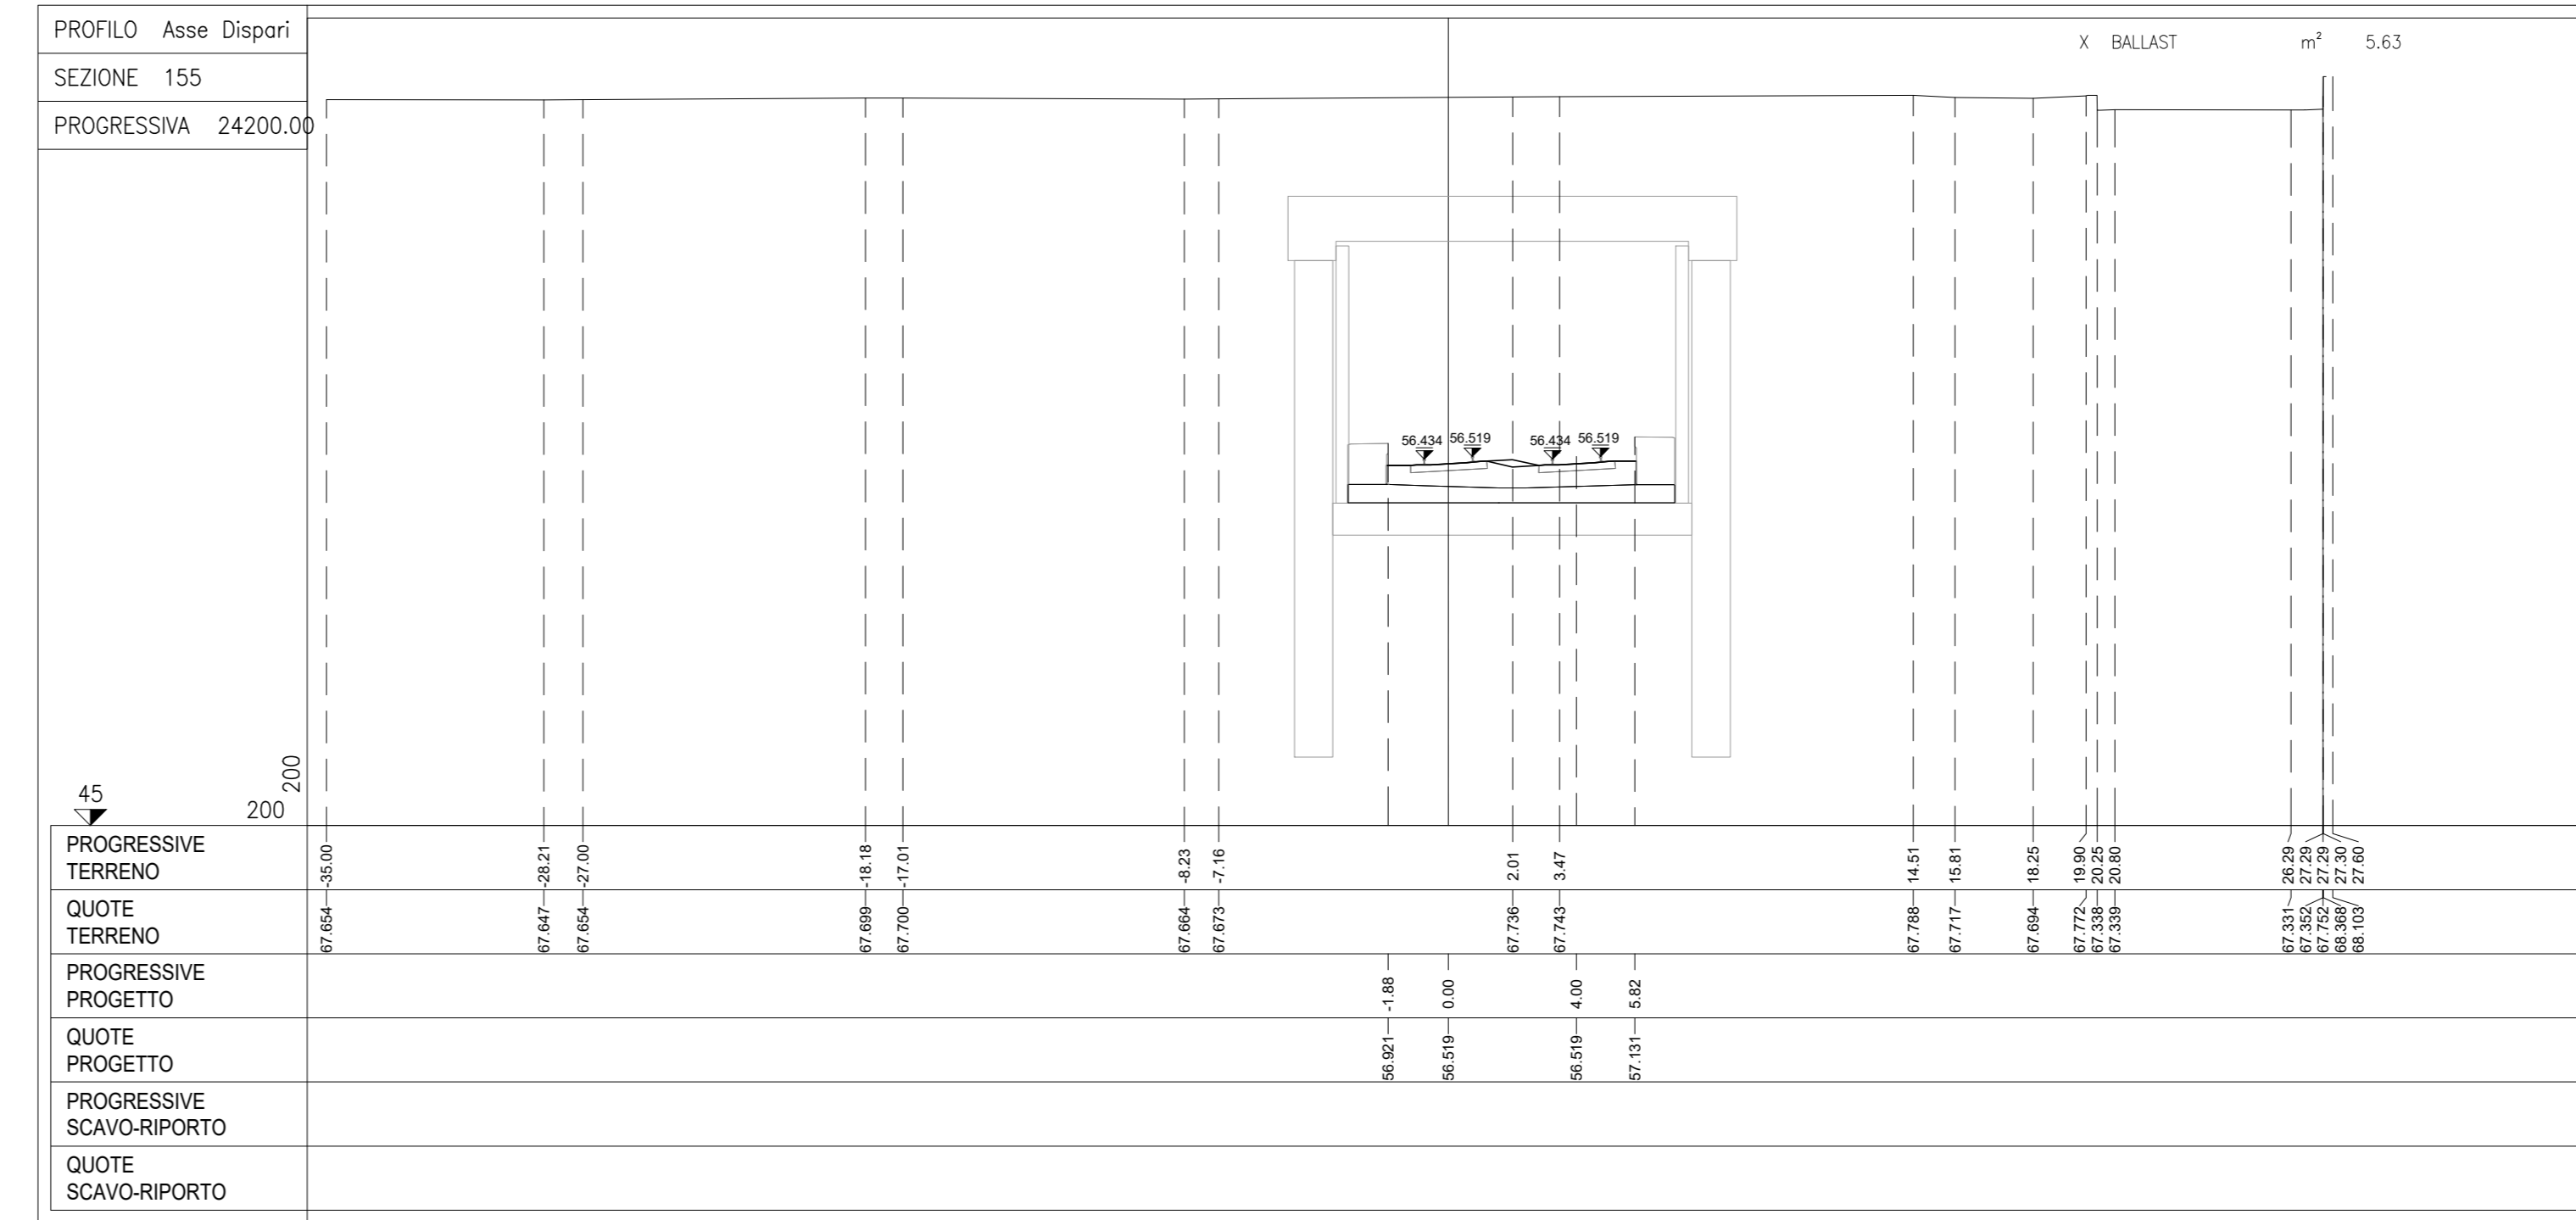 PROFILO Asse Dispari
SEZIONE 155
PROGRESSIVA 24200.00
X BALLAST m² 5.63
56.434 56.519 56.434 56.519
200
45
200
PROGRESSIVE
TERRENO
-35.00 -28.21 -27.00 -18.18 -17.01 -8.23 -7.16 2.01 3.47 14.51 15.81 18.25 19.90 20.25 20.80 26.29 27.29 27.29 27.30 27.60
QUOTE
TERRENO
67.654 67.647 67.654 67.699 67.700 67.664 67.673 67.736 67.743 67.788 67.717 67.694 67.772 67.338 67.339 67.331 67.352 67.752 68.368 68.103
PROGRESSIVE
PROGETTO
-1.88 0.00 4.00 5.82
QUOTE
PROGETTO
56.921 56.519 56.519 57.131
PROGRESSIVE
SCAVO-RIPORTO
QUOTE
SCAVO-RIPORTO